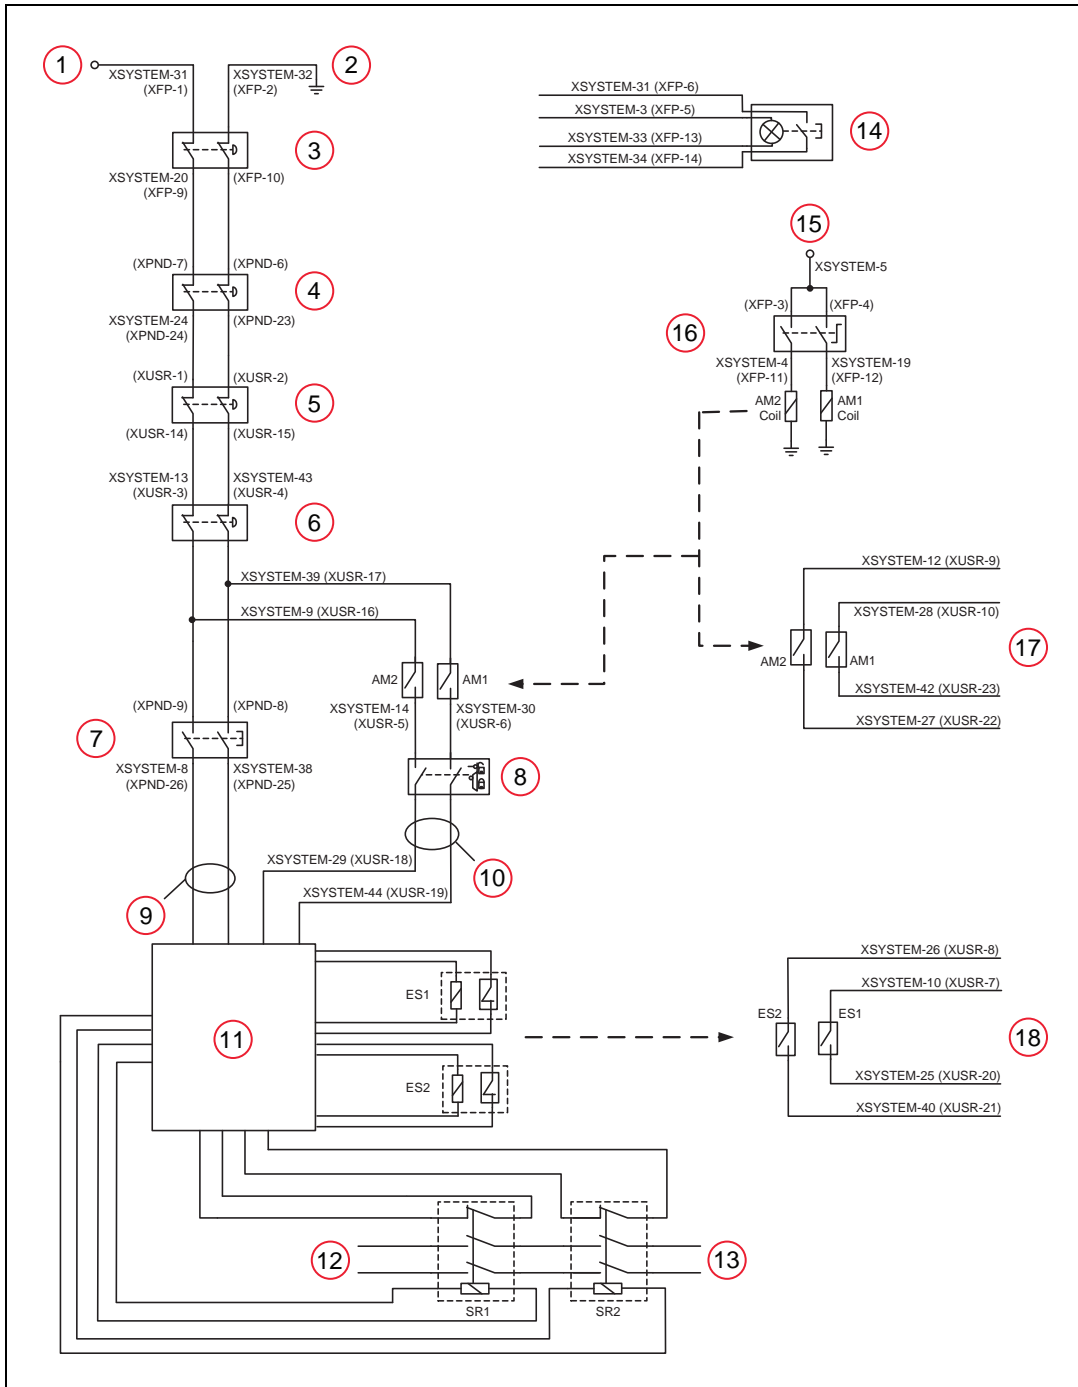 1
XSYSTEM-31
(XFP-1)
XSYSTEM-32
(XFP-2)
2
3
XSYSTEM-20
(XFP-9)
(XFP-10)
(XPND-7)
(XPND-6)
4
XSYSTEM-24
(XPND-24)
(XPND-23)
(XUSR-1)
(XUSR-2)
5
(XUSR-14)
(XUSR-15)
XSYSTEM-13
(XUSR-3)
XSYSTEM-43
(XUSR-4)
6
XSYSTEM-39 (XUSR-17)
XSYSTEM-9 (XUSR-16)
AM2
AM1
XSYSTEM-14
(XUSR-5)
XSYSTEM-30
(XUSR-6)
(XPND-9)
(XPND-8)
7
XSYSTEM-8
(XPND-26)
XSYSTEM-38
(XPND-25)
8
XSYSTEM-29 (XUSR-18)
10
XSYSTEM-44 (XUSR-19)
9
11
ES1
ES2
12
13
SR1
SR2
XSYSTEM-31 (XFP-6)
XSYSTEM-3 (XFP-5)
XSYSTEM-33 (XFP-13)
XSYSTEM-34 (XFP-14)
14
15
XSYSTEM-5
(XFP-3)
(XFP-4)
16
XSYSTEM-4
(XFP-11)
XSYSTEM-19
(XFP-12)
AM2
Coil
AM1
Coil
XSYSTEM-12 (XUSR-9)
XSYSTEM-28 (XUSR-10)
AM2
AM1
17
XSYSTEM-42 (XUSR-23)
XSYSTEM-27 (XUSR-22)
XSYSTEM-26 (XUSR-8)
XSYSTEM-10 (XUSR-7)
ES2
ES1
18
XSYSTEM-25 (XUSR-20)
XSYSTEM-40 (XUSR-21)